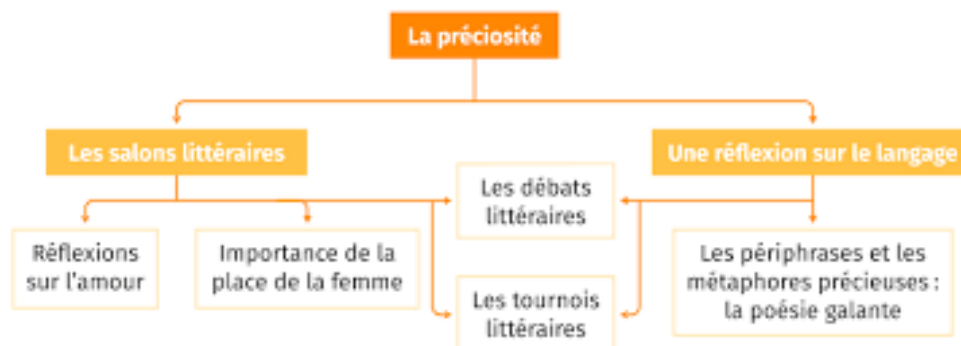 La préciosité
Les salons littéraires
Une réflexion sur le langage
Les débats
littéraires
Réflexions
sur l'amour
Importance de la
place de la femme
Les périphrases et les
métaphores précieuses :
la poésie galante
Les tournois
littéraires